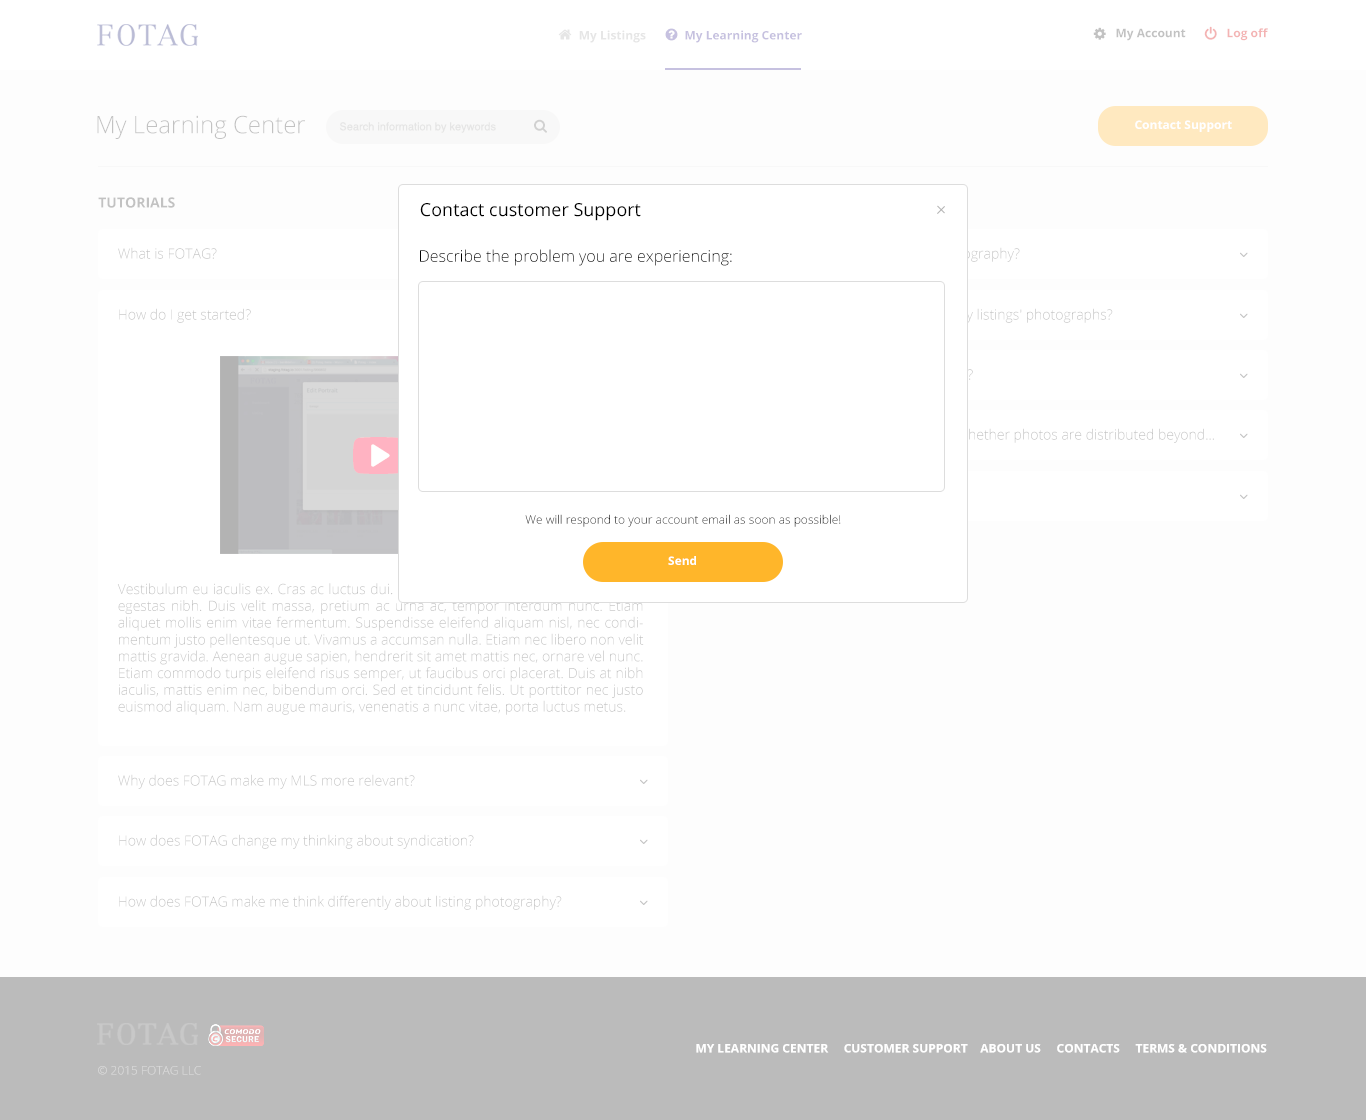 FOTAG
My Listings
My Learning Center
My Account
Log off
My Learning Center
Search information by keywords
Contact Support
TUTORIALS
Contact customer Support
×
Describe the problem you are experiencing:
We will respond to your account email as soon as possible!
Send
What is FOTAG?
How do I get started?
Vestibulum eu iaculis ex. Cras ac luctus dui.
egestas nibh. Duis velit massa, pretium ac urna ac, tempor interdum nunc. Etiam
aliquet mollis enim vitae fermentum. Suspendisse eleifend aliquam nisl, nec condi-
mentum justo pellentesque ut. Vivamus a accumsan nulla. Etiam nec libero non velit
mattis gravida. Aenean augue sapien, hendrerit sit amet mattis nec, ornare vel nunc.
Etiam commodo turpis eleifend risus semper, ut faucibus orci placerat. Duis at nibh
iaculis, mattis enim nec, bibendum orci. Sed et tincidunt felis. Ut porttitor nec justo
euismod aliquam. Nam augue mauris, venenatis a nunc vitae, porta luctus metus.
Why does FOTAG make my MLS more relevant?
How does FOTAG change my thinking about syndication?
How does FOTAG make me think differently about listing photography?
ography?
y listings' photographs?
?
hether photos are distributed beyond...
FOTAG
COMODO
SECURE
© 2015 FOTAG LLC
MY LEARNING CENTER
CUSTOMER SUPPORT
ABOUT US
CONTACTS
TERMS & CONDITIONS